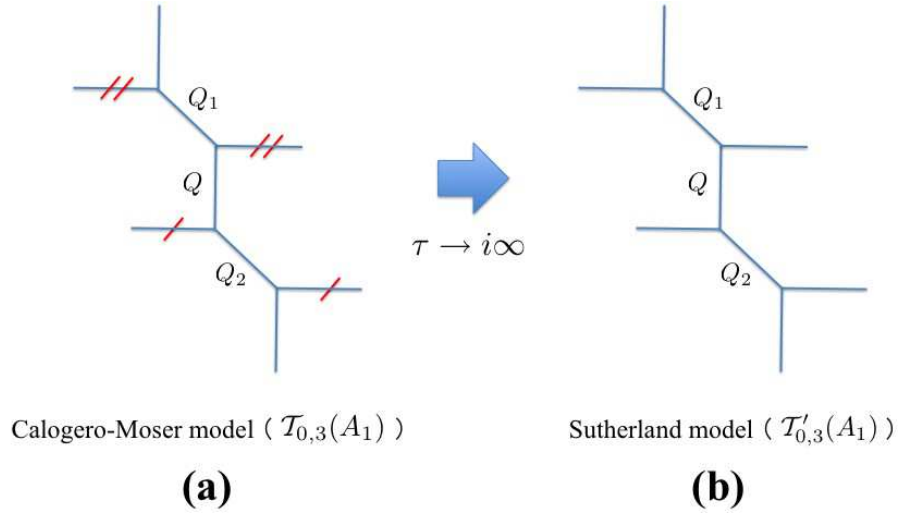 Q₁ Q₁
Q Q
τ → i∞
Q₂ Q₂
Calogero-Moser model ( 𝒯₀,₃(A₁) ) Sutherland model ( 𝒯′₀,₃(A₁) )
(a) (b)